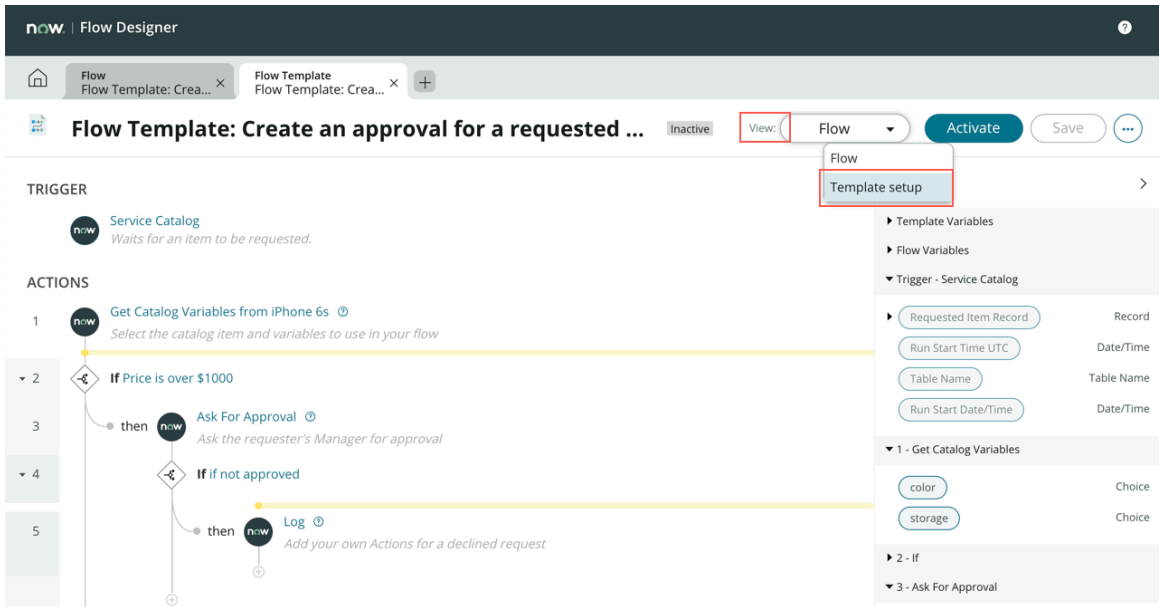 now. | Flow Designer
Flow
Flow Template: Crea...
Flow Template
Flow Template: Crea...
Flow Template: Create an approval for a requested ...
Inactive
View:
Flow
Activate
Save
Flow
Template setup
TRIGGER
now
Service Catalog
Waits for an item to be requested.
ACTIONS
1
now
Get Catalog Variables from iPhone 6s
Select the catalog item and variables to use in your flow
2
If Price is over $1000
3
then
now
Ask For Approval
Ask the requester's Manager for approval
4
If if not approved
5
then
now
Log
Add your own Actions for a declined request
Template Variables
Flow Variables
Trigger - Service Catalog
Requested Item Record Record
Run Start Time UTC Date/Time
Table Name Table Name
Run Start Date/Time Date/Time
1 - Get Catalog Variables
color Choice
storage Choice
2 - If
3 - Ask For Approval